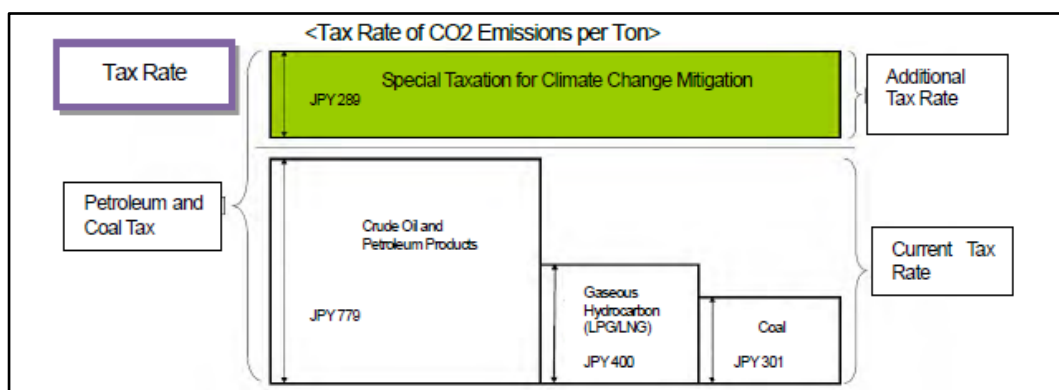 <Tax Rate of CO2 Emissions per Ton>
Tax Rate
Special Taxation for Climate Change Mitigation
JPY 289
Additional
Tax Rate
Petroleum and
Coal Tax
Crude Oil and
Petroleum Products
JPY 779
Gaseous
Hydrocarbon
(LPG/LNG)
JPY 400
Coal
JPY 301
Current Tax
Rate